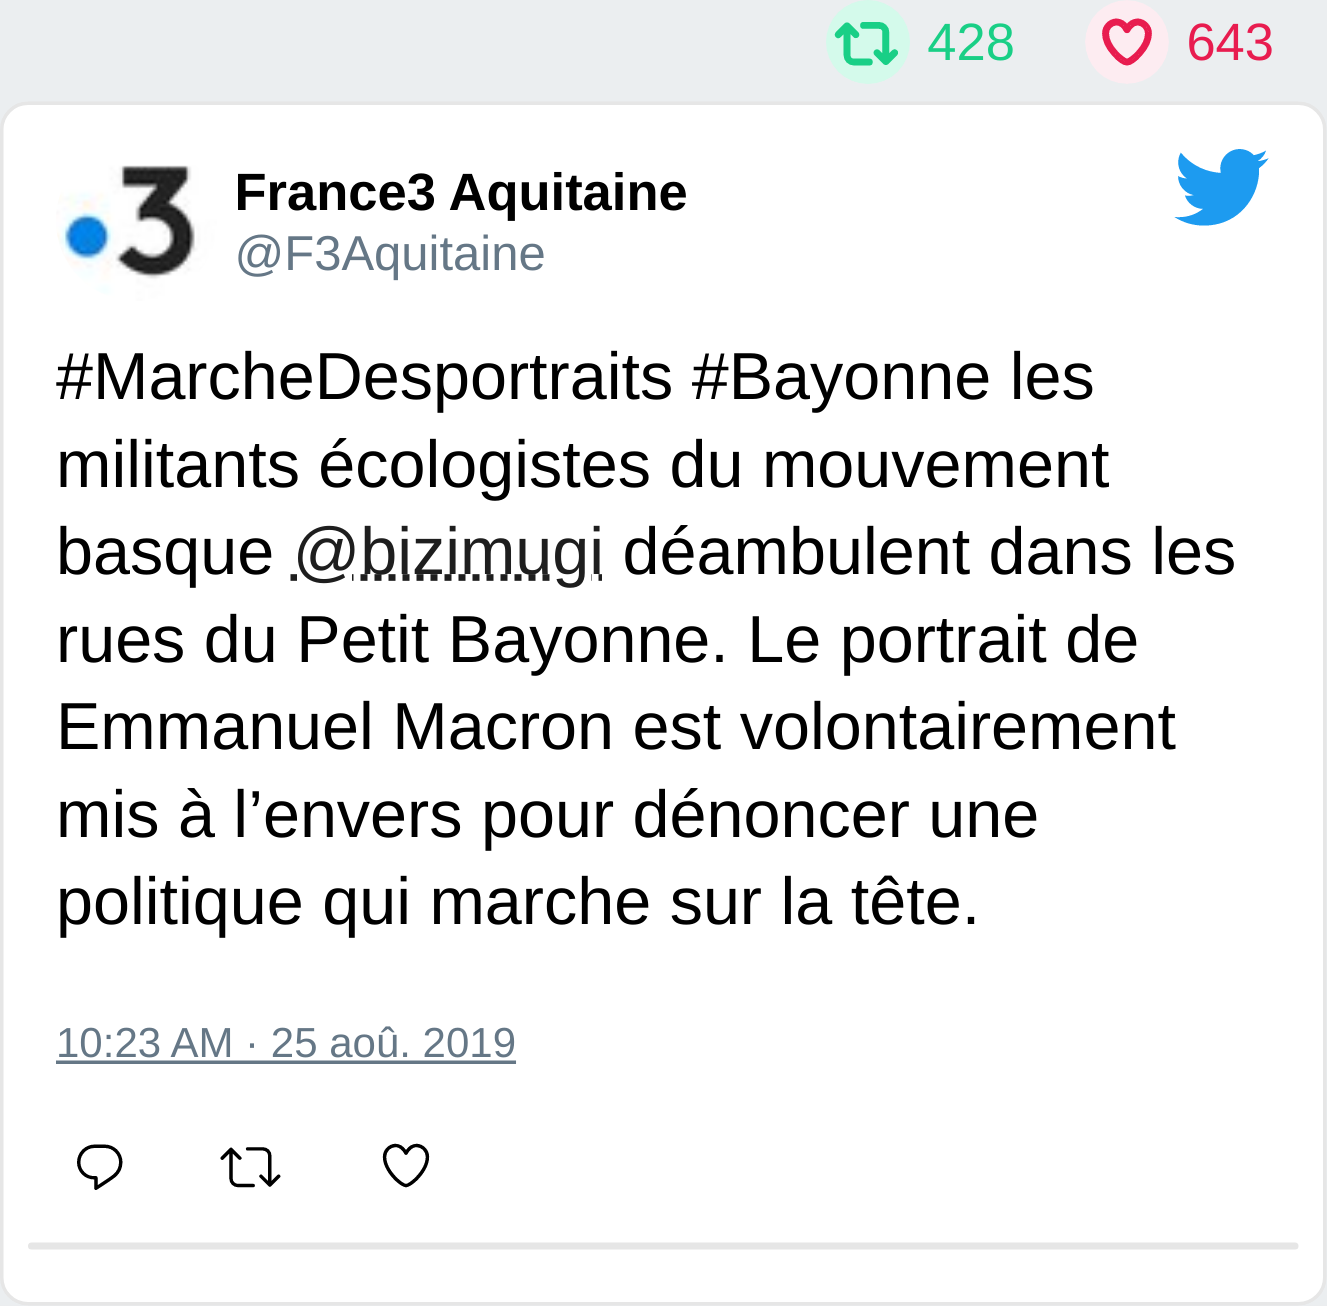 428 643
3
France3 Aquitaine
@F3Aquitaine
#MarcheDesportraits #Bayonne les
militants écologistes du mouvement
basque @bizimugi déambulent dans les
rues du Petit Bayonne. Le portrait de
Emmanuel Macron est volontairement
mis à l’envers pour dénoncer une
politique qui marche sur la tête.
10:23 AM · 25 aoû. 2019